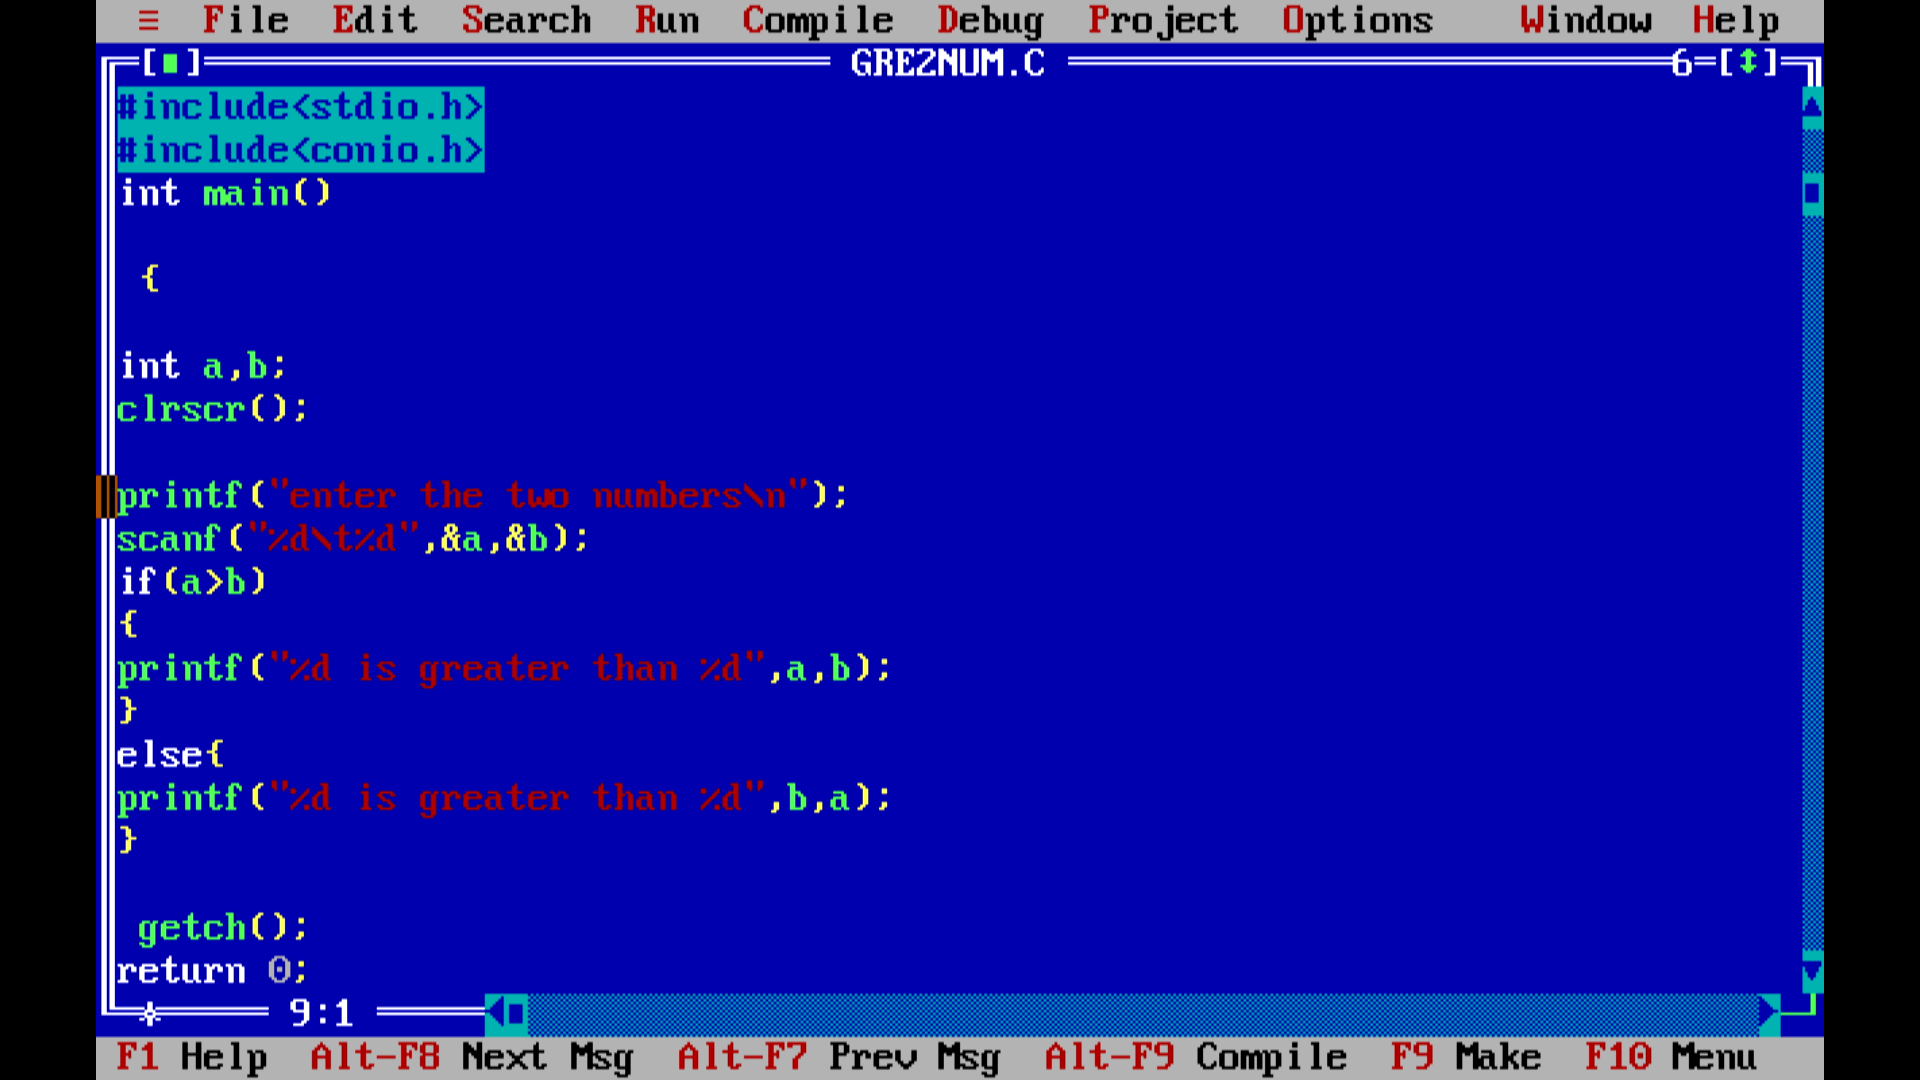 ≡ File Edit Search Run Compile Debug Project Options Window Help
[■] GRE2NUM.C 6=[↕]
#include<stdio.h>
#include<conio.h>
int main()
{
int a,b;
clrscr();
printf("enter the two numbers\n");
scanf("%d\t%d",&a,&b);
if(a>b)
{
printf("%d is greater than %d",a,b);
}
else{
printf("%d is greater than %d",b,a);
}
getch();
return 0;
9:1
F1 Help Alt-F8 Next Msg Alt-F7 Prev Msg Alt-F9 Compile F9 Make F10 Menu